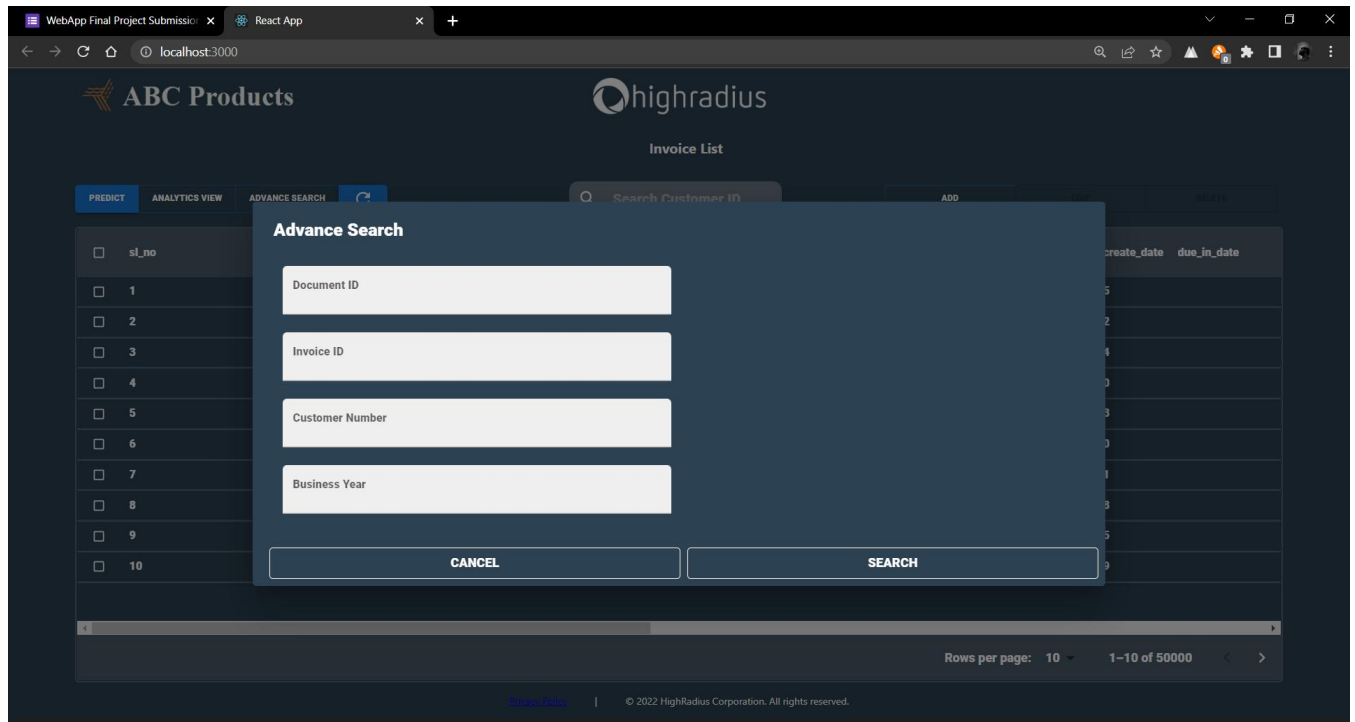 WebApp Final Project Submission
React App
localhost:3000
ABC Products
highradius
Invoice List
PREDICT
ANALYTICS VIEW
ADVANCE SEARCH
Search Customer ID
ADD
sl_no
create_date
due_in_date
Advance Search
Document ID
Invoice ID
Customer Number
Business Year
CANCEL
SEARCH
1
2
3
4
5
6
7
8
9
10
Rows per page: 10
1–10 of 50000
Privacy Policy | © 2022 HighRadius Corporation. All rights reserved.